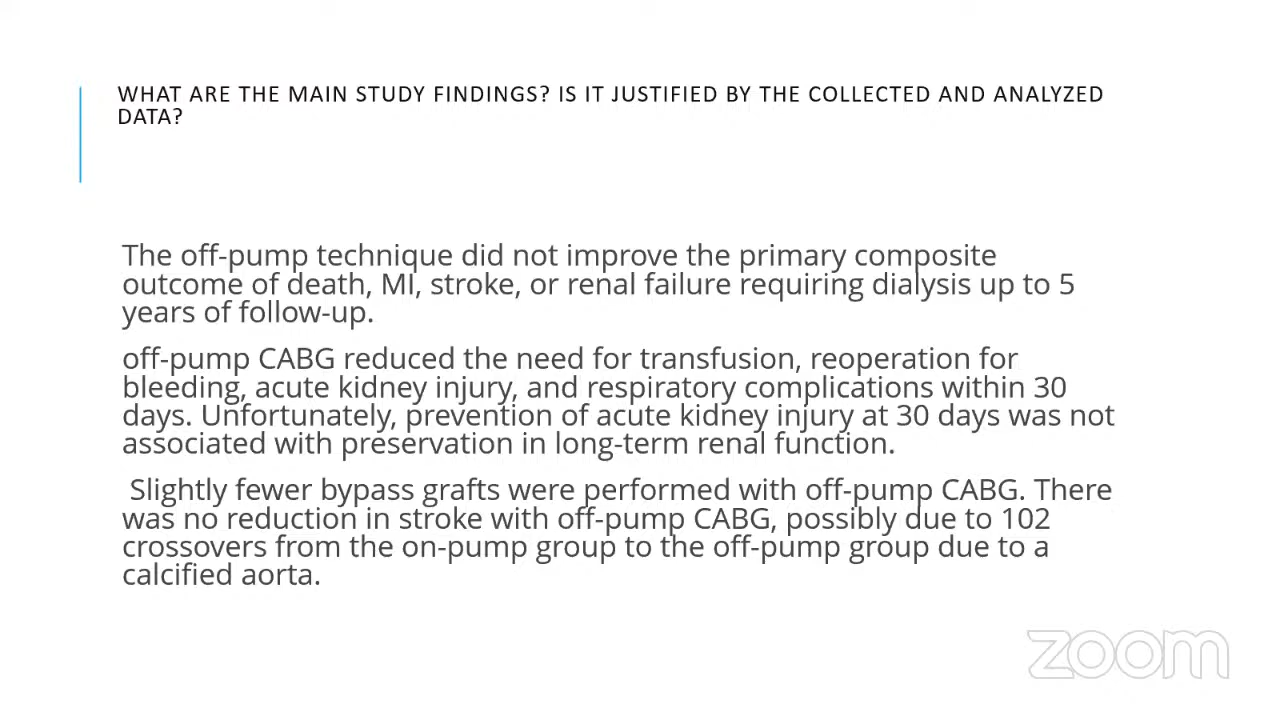 WHAT ARE THE MAIN STUDY FINDINGS? IS IT JUSTIFIED BY THE COLLECTED AND ANALYZED
DATA?
The off-pump technique did not improve the primary composite
outcome of death, MI, stroke, or renal failure requiring dialysis up to 5
years of follow-up.
off-pump CABG reduced the need for transfusion, reoperation for
bleeding, acute kidney injury, and respiratory complications within 30
days. Unfortunately, prevention of acute kidney injury at 30 days was not
associated with preservation in long-term renal function.
Slightly fewer bypass grafts were performed with off-pump CABG. There
was no reduction in stroke with off-pump CABG, possibly due to 102
crossovers from the on-pump group to the off-pump group due to a
calcified aorta.
zoom